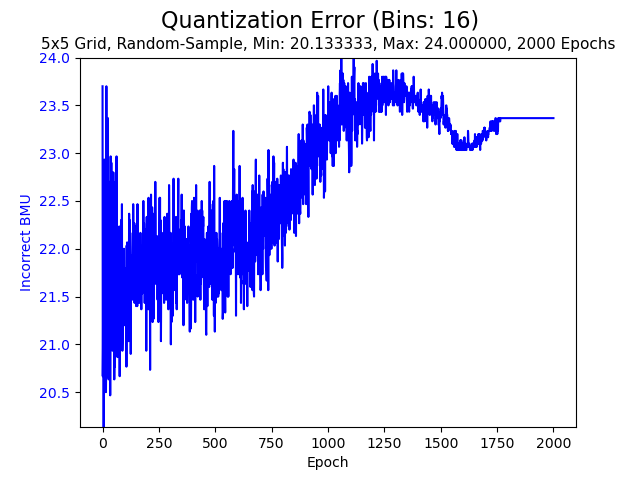 Quantization Error (Bins: 16)
5x5 Grid, Random-Sample, Min: 20.133333, Max: 24.000000, 2000 Epochs
24.0
23.5
23.0
22.5
22.0
21.5
21.0
20.5
Incorrect BMU
0 250 500 750 1000 1250 1500 1750 2000
Epoch